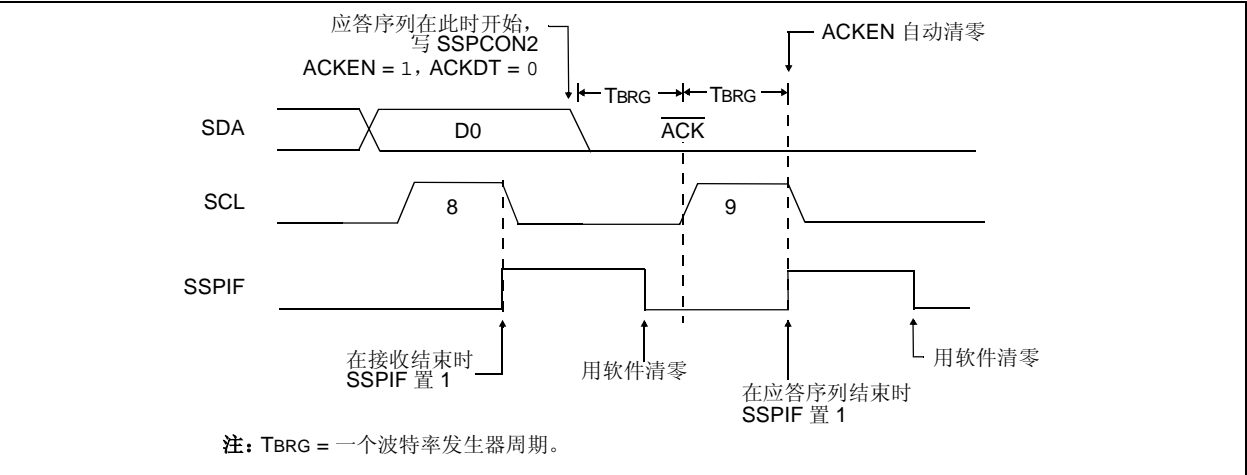 应答序列在此时开始，
写 SSPCON2
ACKEN = 1，ACKDT = 0
ACKEN 自动清零
TBRG
TBRG
SDA
D0
ACK
SCL
8
9
SSPIF
在接收结束时
SSPIF 置 1
用软件清零
在应答序列结束时
SSPIF 置 1
用软件清零
注：TBRG = 一个波特率发生器周期。